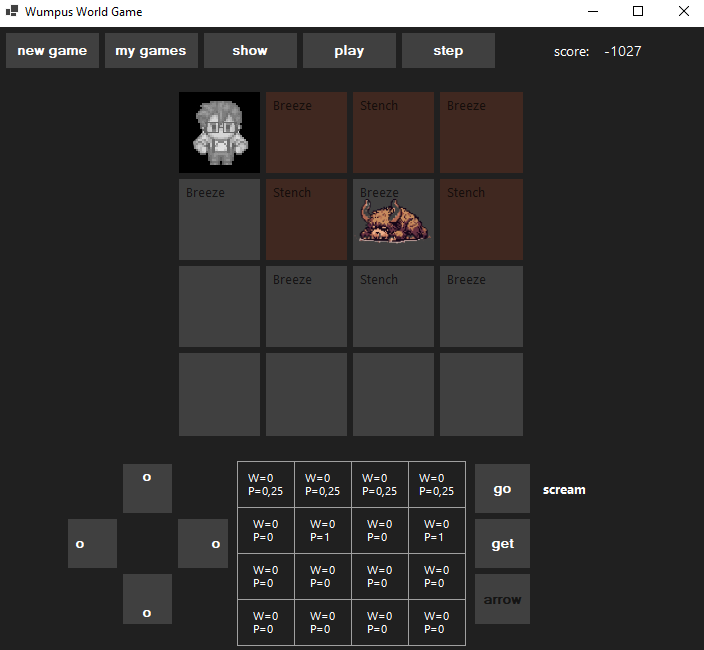 Wumpus World Game
new game my games show play step score: -1027
Breeze Stench Breeze
Breeze Stench Breeze Stench
Breeze Stench Breeze
o
o o
o
W=0 W=0 W=0 W=0
P=0,25 P=0,25 P=0,25 P=0,25
W=0 W=0 W=0 W=0
P=0 P=1 P=0 P=1
W=0 W=0 W=0 W=0
P=0 P=0 P=0 P=0
W=0 W=0 W=0 W=0
P=0 P=0 P=0 P=0
go scream
get
arrow